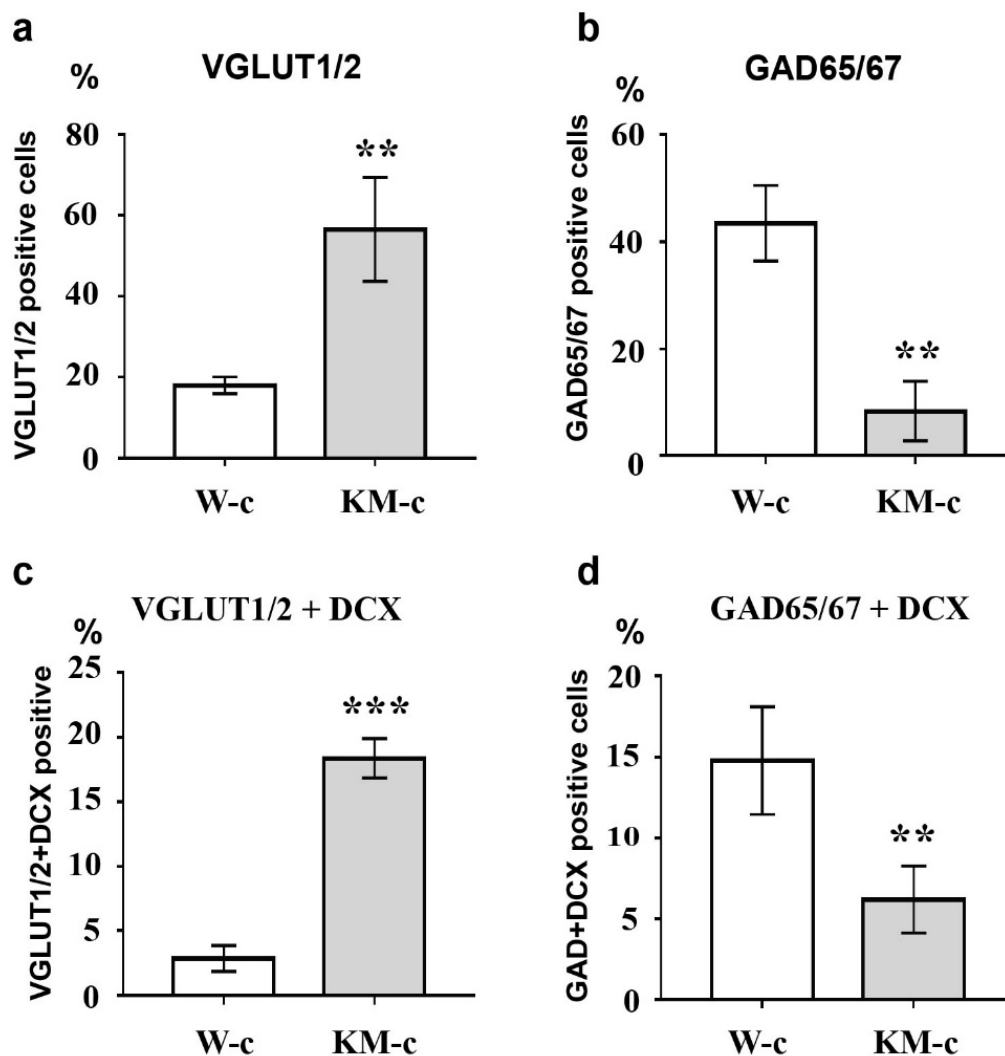 a
VGLUT1/2
%
VGLUT1/2 positive cells
80
60
40
20
0
**
W-c
KM-c
b
GAD65/67
%
GAD65/67 positive cells
60
40
20
0
**
W-c
KM-c
c
VGLUT1/2 + DCX
%
VGLUT1/2+DCX positive
25
20
15
10
5
0
***
W-c
KM-c
d
GAD65/67 + DCX
%
GAD+DCX positive cells
20
15
10
5
0
**
W-c
KM-c